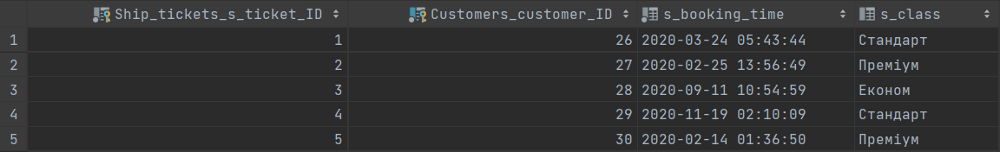 Ship_tickets_s_ticket_ID Customers_customer_ID s_booking_time s_class
1 1 26 2020-03-24 05:43:44 Стандарт
2 2 27 2020-02-25 13:56:49 Преміум
3 3 28 2020-09-11 10:54:59 Економ
4 4 29 2020-11-19 02:10:09 Стандарт
5 5 30 2020-02-14 01:36:50 Преміум